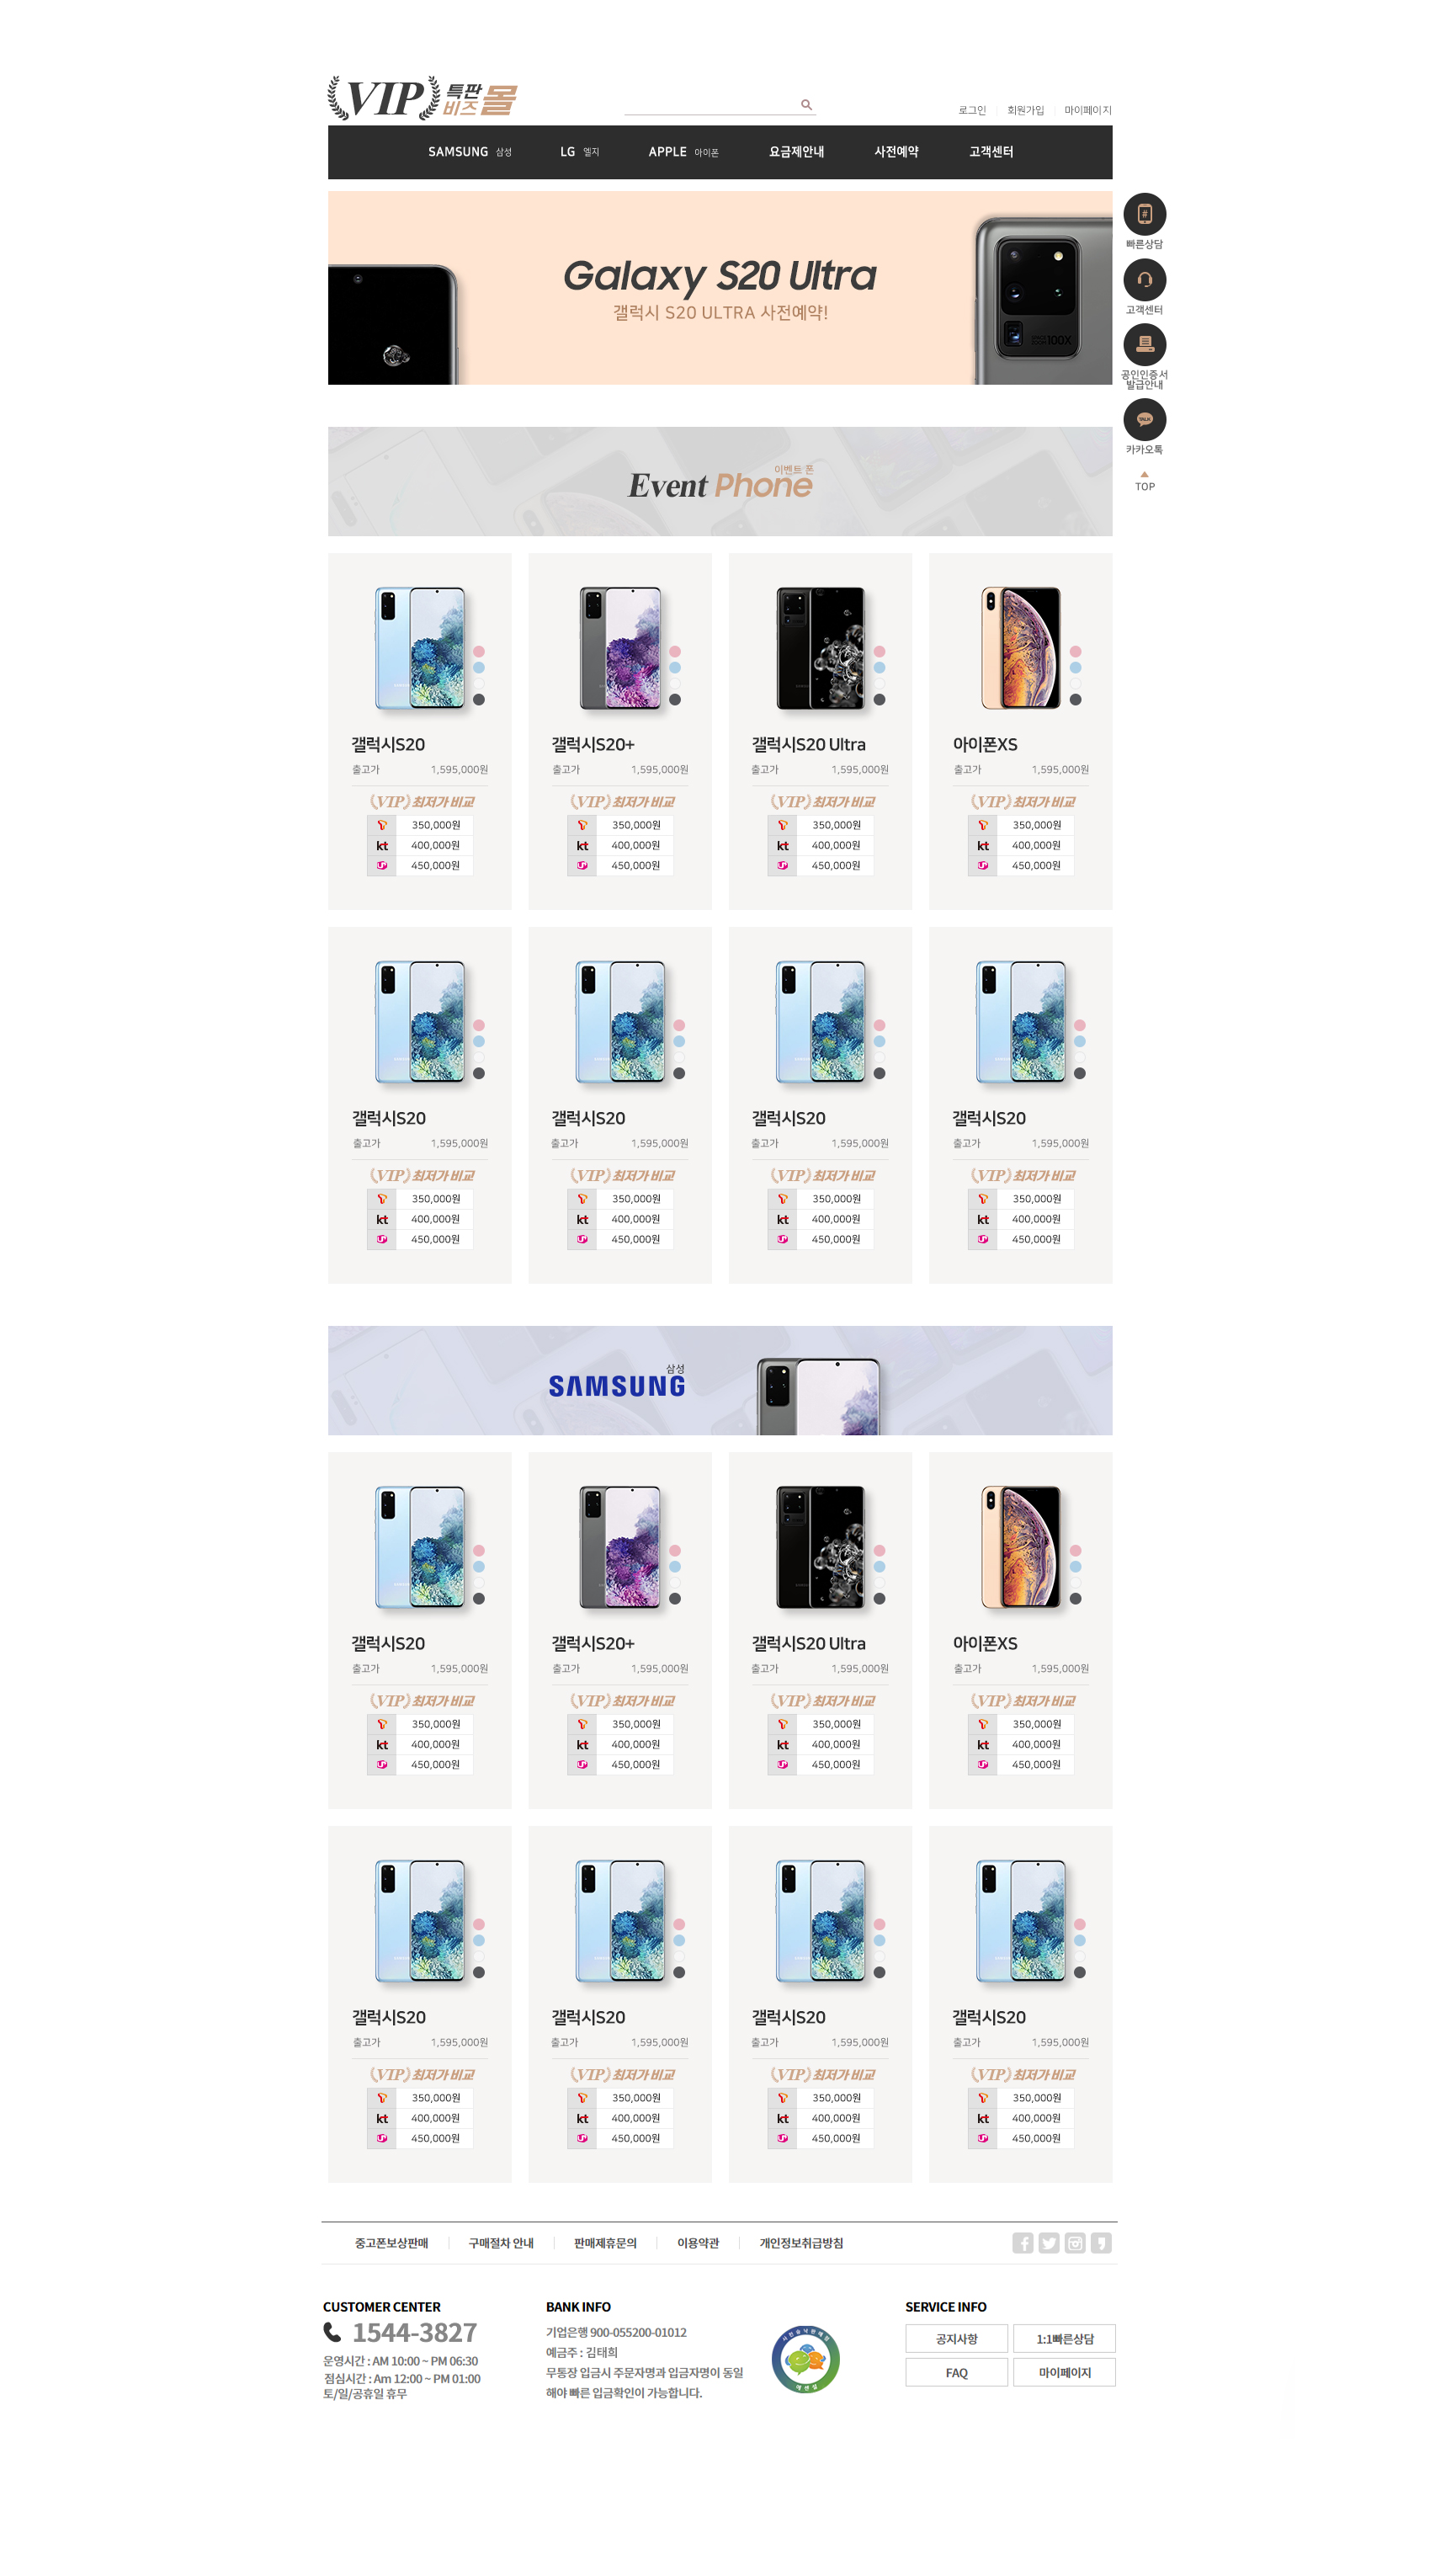 VIP 특판 비즈 몰
로그인 회원가입 마이페이지
SAMSUNG 삼성 LG 엘지 APPLE 아이폰 요금제안내 사전예약 고객센터
Galaxy S20 Ultra
갤럭시 S20 ULTRA 사전예약!
100X
빠른상담
고객센터
공인인증서
발급안내
TALK
카카오톡
TOP
이벤트 폰
Event Phone
갤럭시S20 갤럭시S20+ 갤럭시S20 Ultra 아이폰XS
출고가 1,595,000원 출고가 1,595,000원 출고가 1,595,000원 출고가 1,595,000원
VIP 최저가 비교 VIP 최저가 비교 VIP 최저가 비교 VIP 최저가 비교
T 350,000원 T 350,000원 T 350,000원 T 350,000원
kt 400,000원 kt 400,000원 kt 400,000원 kt 400,000원
450,000원 450,000원 450,000원 450,000원
갤럭시S20 갤럭시S20 갤럭시S20 갤럭시S20
출고가 1,595,000원 출고가 1,595,000원 출고가 1,595,000원 출고가 1,595,000원
VIP 최저가 비교 VIP 최저가 비교 VIP 최저가 비교 VIP 최저가 비교
T 350,000원 T 350,000원 T 350,000원 T 350,000원
kt 400,000원 kt 400,000원 kt 400,000원 kt 400,000원
450,000원 450,000원 450,000원 450,000원
삼성
SAMSUNG
갤럭시S20 갤럭시S20+ 갤럭시S20 Ultra 아이폰XS
출고가 1,595,000원 출고가 1,595,000원 출고가 1,595,000원 출고가 1,595,000원
VIP 최저가 비교 VIP 최저가 비교 VIP 최저가 비교 VIP 최저가 비교
T 350,000원 T 350,000원 T 350,000원 T 350,000원
kt 400,000원 kt 400,000원 kt 400,000원 kt 400,000원
450,000원 450,000원 450,000원 450,000원
갤럭시S20 갤럭시S20 갤럭시S20 갤럭시S20
출고가 1,595,000원 출고가 1,595,000원 출고가 1,595,000원 출고가 1,595,000원
VIP 최저가 비교 VIP 최저가 비교 VIP 최저가 비교 VIP 최저가 비교
T 350,000원 T 350,000원 T 350,000원 T 350,000원
kt 400,000원 kt 400,000원 kt 400,000원 kt 400,000원
450,000원 450,000원 450,000원 450,000원
중고폰보상판매 구매절차 안내 판매제휴문의 이용약관 개인정보취급방침
CUSTOMER CENTER
1544-3827
운영시간 : AM 10:00 ~ PM 06:30
점심시간 : Am 12:00 ~ PM 01:00
토/일/공휴일 휴무
BANK INFO
기업은행 900-055200-01012
예금주 : 김태희
무통장 입금시 주문자명과 입금자명이 동일
해야 빠른 입금확인이 가능합니다.
SERVICE INFO
공지사항 1:1빠른상담
FAQ 마이페이지